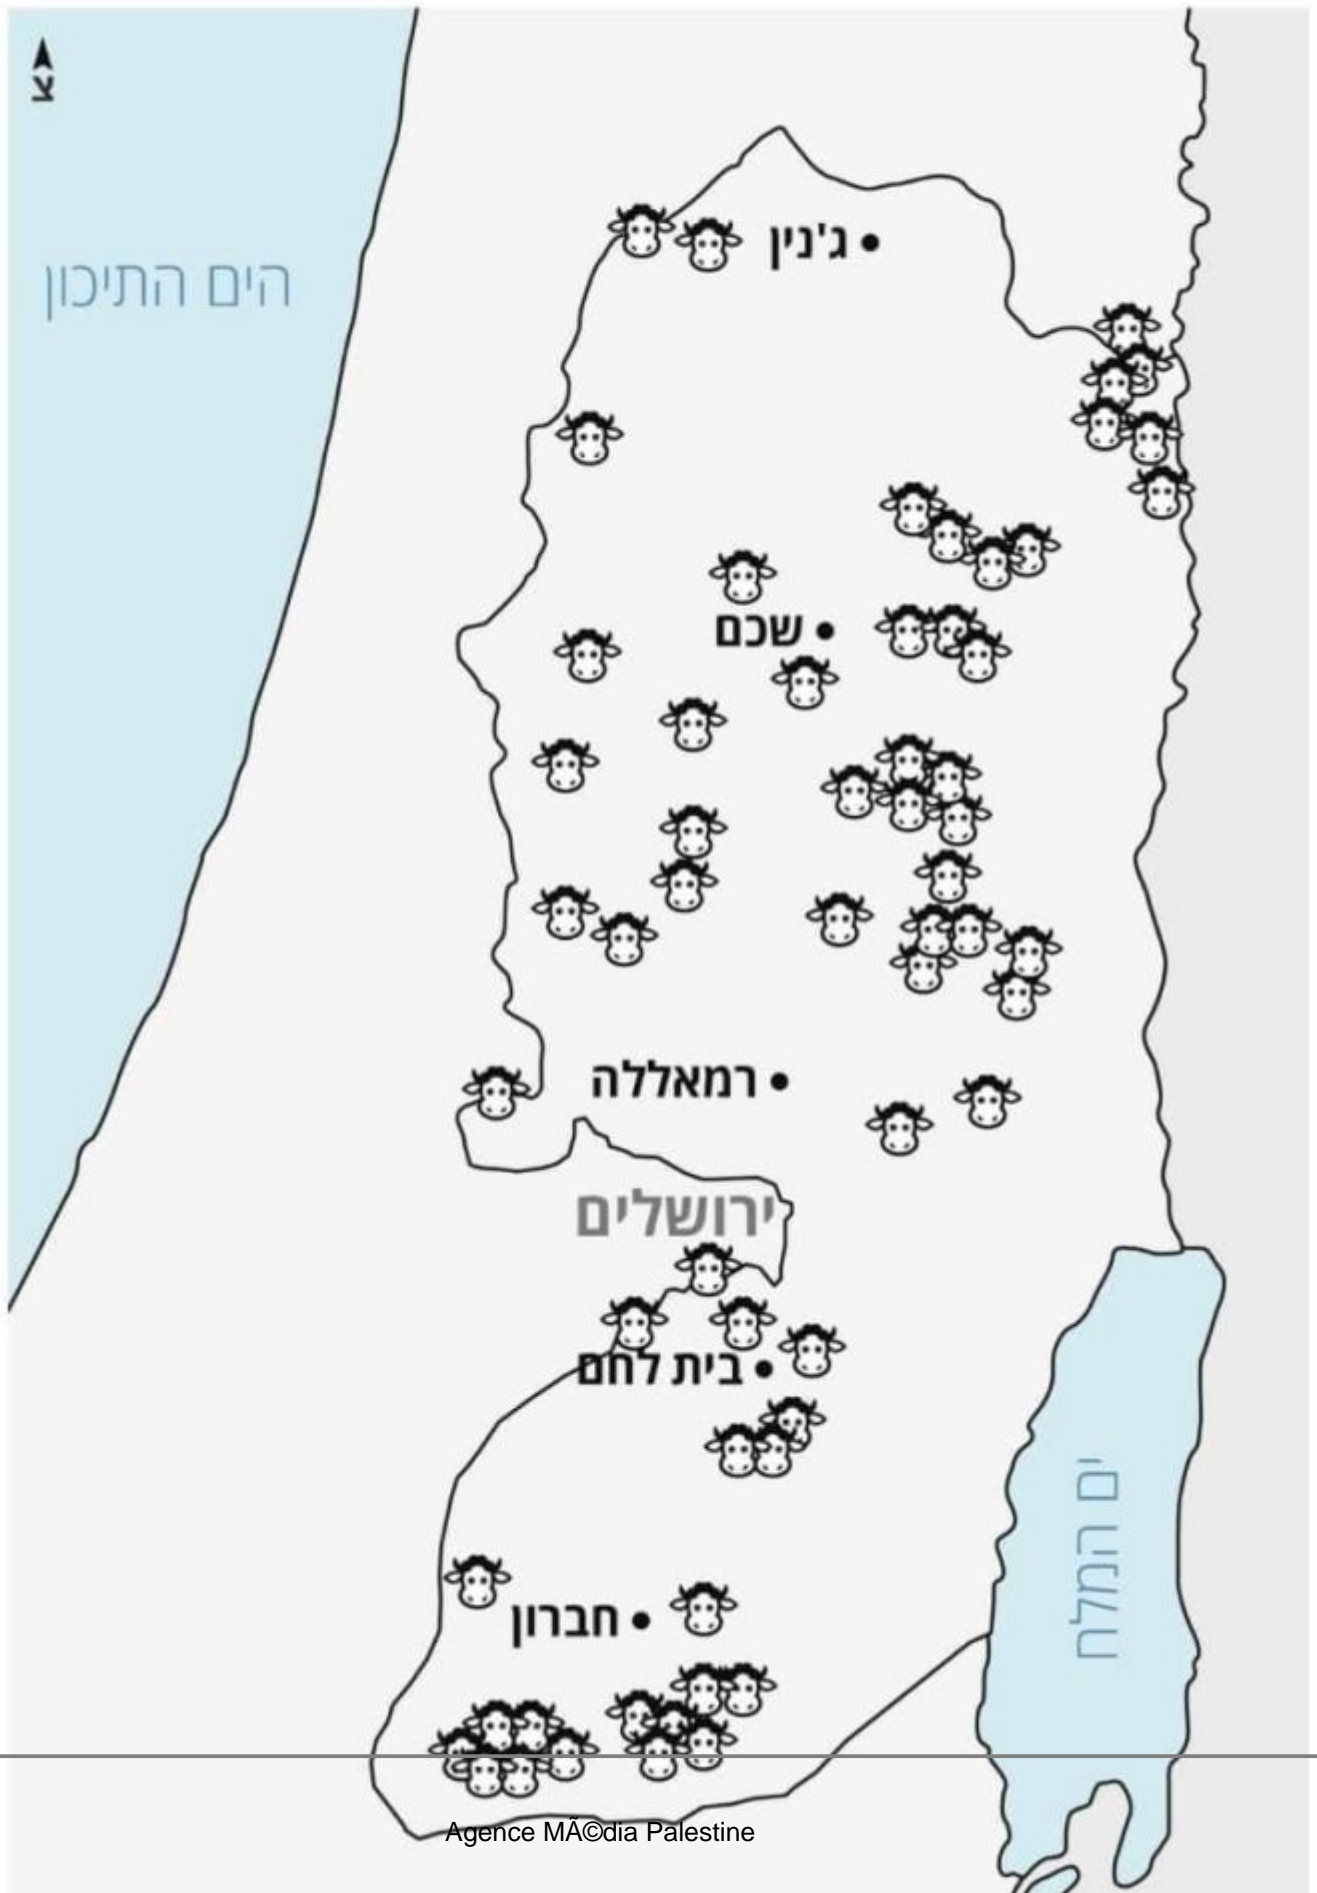 צ
הים התיכון
ג'נין
שכם
רמאללה
ירושלים
בית לחם
ים המלח
חברון
Agence MÃ©dia Palestine